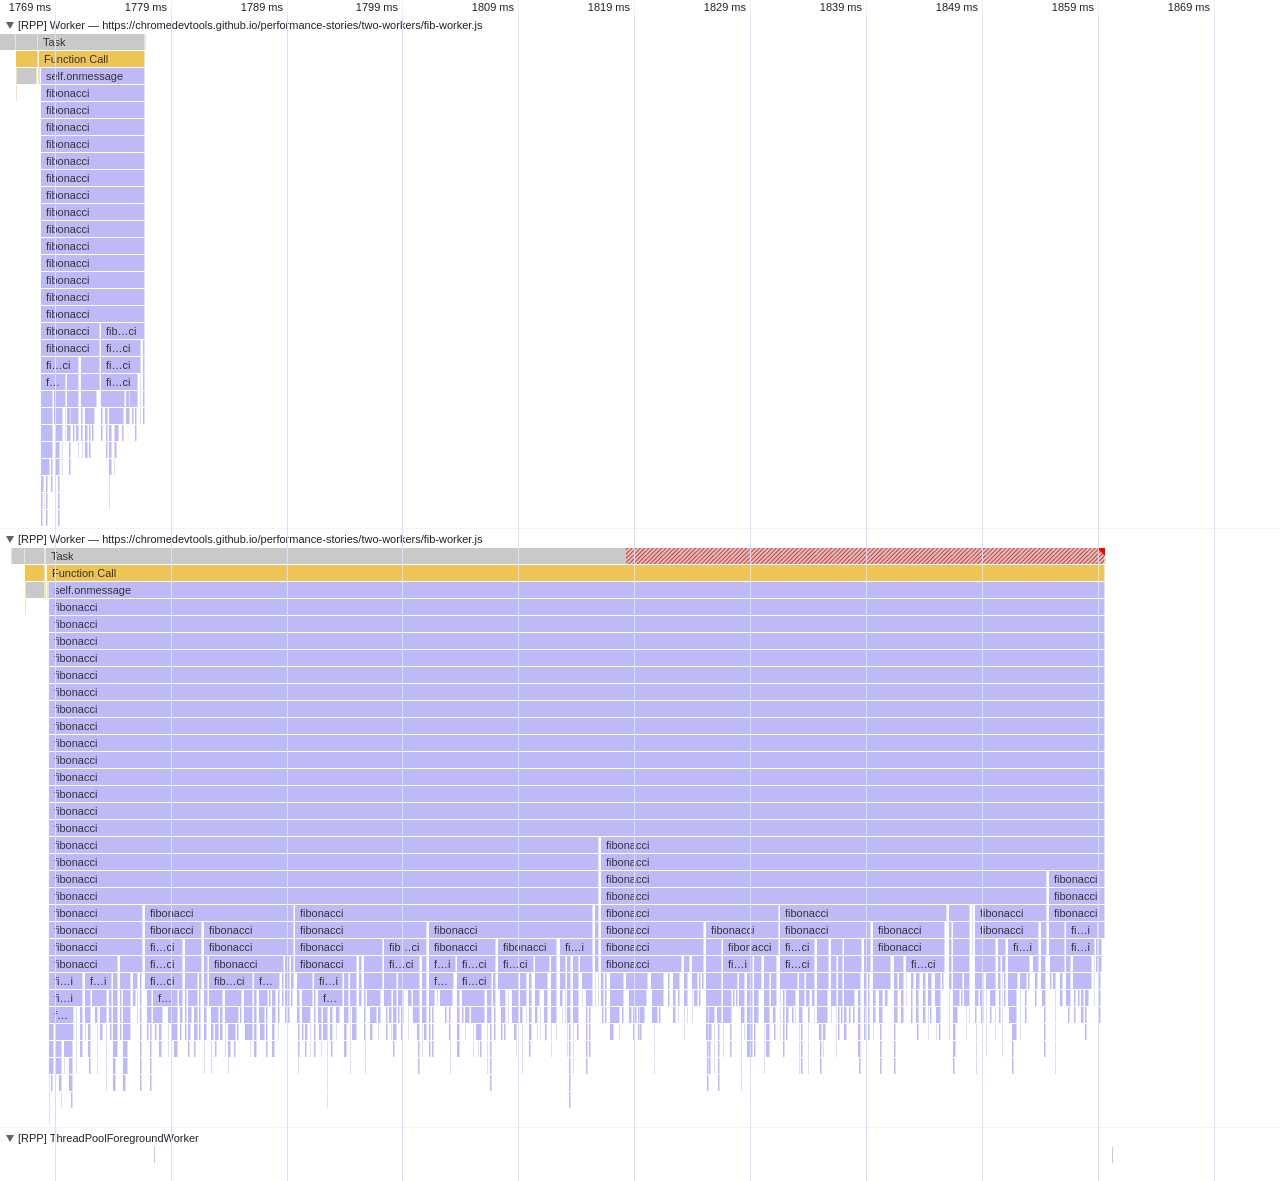 1769 ms 1779 ms 1789 ms 1799 ms 1809 ms 1819 ms 1829 ms 1839 ms 1849 ms 1859 ms 1869 ms
[RPP] Worker — https://chromedevtools.github.io/performance-stories/two-workers/fib-worker.js
Task
Function Call
self.onmessage
fibonacci
fibonacci
fibonacci
fibonacci
fibonacci
fibonacci
fibonacci
fibonacci
fibonacci
fibonacci
fibonacci
fibonacci
fibonacci
fibonacci
fibonacci fib…ci
fibonacci fi…ci
fi…ci fi…ci
f… fi…ci
[RPP] Worker — https://chromedevtools.github.io/performance-stories/two-workers/fib-worker.js
Task
Function Call
self.onmessage
fibonacci
fibonacci
fibonacci
fibonacci
fibonacci
fibonacci
fibonacci
fibonacci
fibonacci
fibonacci
fibonacci
fibonacci
fibonacci
fibonacci
fibonacci fibonacci
fibonacci fibonacci
fibonacci fibonacci fibonacci
fibonacci fibonacci fibonacci
fibonacci fibonacci fibonacci fibonacci fibonacci fibonacci fibonacci
fibonacci fibonacci fibonacci fibonacci fibonacci fibonacci fibonacci fibonacci fibonacci fibonacci fi…i
fibonacci fi…ci fibonacci fibonacci fib…ci fibonacci fibonacci fi…i fibonacci fibonacci fi…ci fibonacci fi…i fi…i
fibonacci fi…ci fibonacci fibonacci fi…ci f…i fi…ci fi…ci fibonacci fi…i fi…ci fi…ci
fi…i f…i fi…ci fib…ci f… fi…i f… fi…ci
fi…i f… f…
f…
[RPP] ThreadPoolForegroundWorker